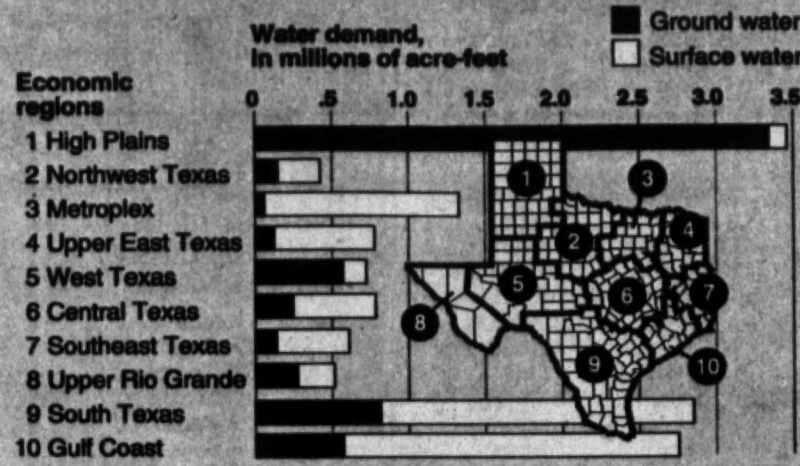 Water demand,
in millions of acre-feet
Ground water
Surface water
Economic
regions
0 .5 1.0 1.5 2.0 2.5 3.0 3.5
1 High Plains
2 Northwest Texas
3 Metroplex
4 Upper East Texas
5 West Texas
6 Central Texas
7 Southeast Texas
8 Upper Rio Grande
9 South Texas
10 Gulf Coast
1
3
2
4
5
6
7
8
9
10